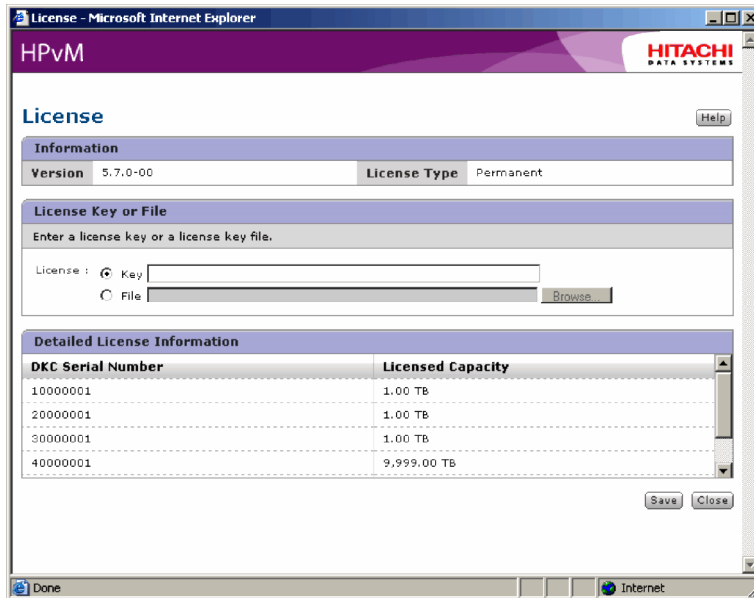 License - Microsoft Internet Explorer
HPvM
HITACHI
DATA SYSTEMS
License
Help
Information
Version 5.7.0-00 License Type Permanent
License Key or File
Enter a license key or a license key file.
License : Key
File Browse...
Detailed License Information
DKC Serial Number Licensed Capacity
10000001 1.00 TB
20000001 1.00 TB
30000001 1.00 TB
40000001 9,999.00 TB
Save Close
Done Internet